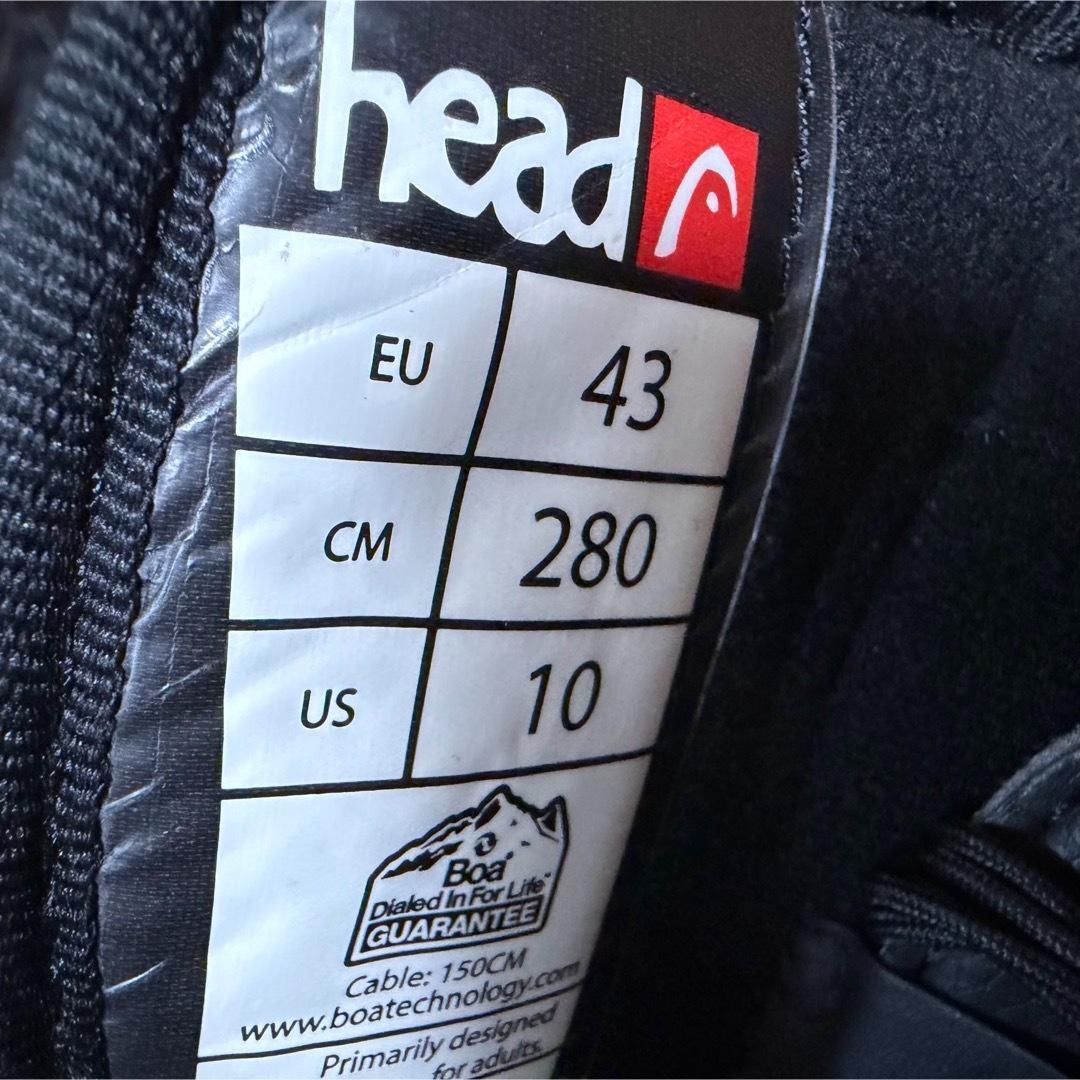 head
EU 43
CM 280
US 10
Boa
Dialed In For Life™
GUARANTEE
Cable: 150CM
www.boatechnology.com
Primarily designed
for adults.